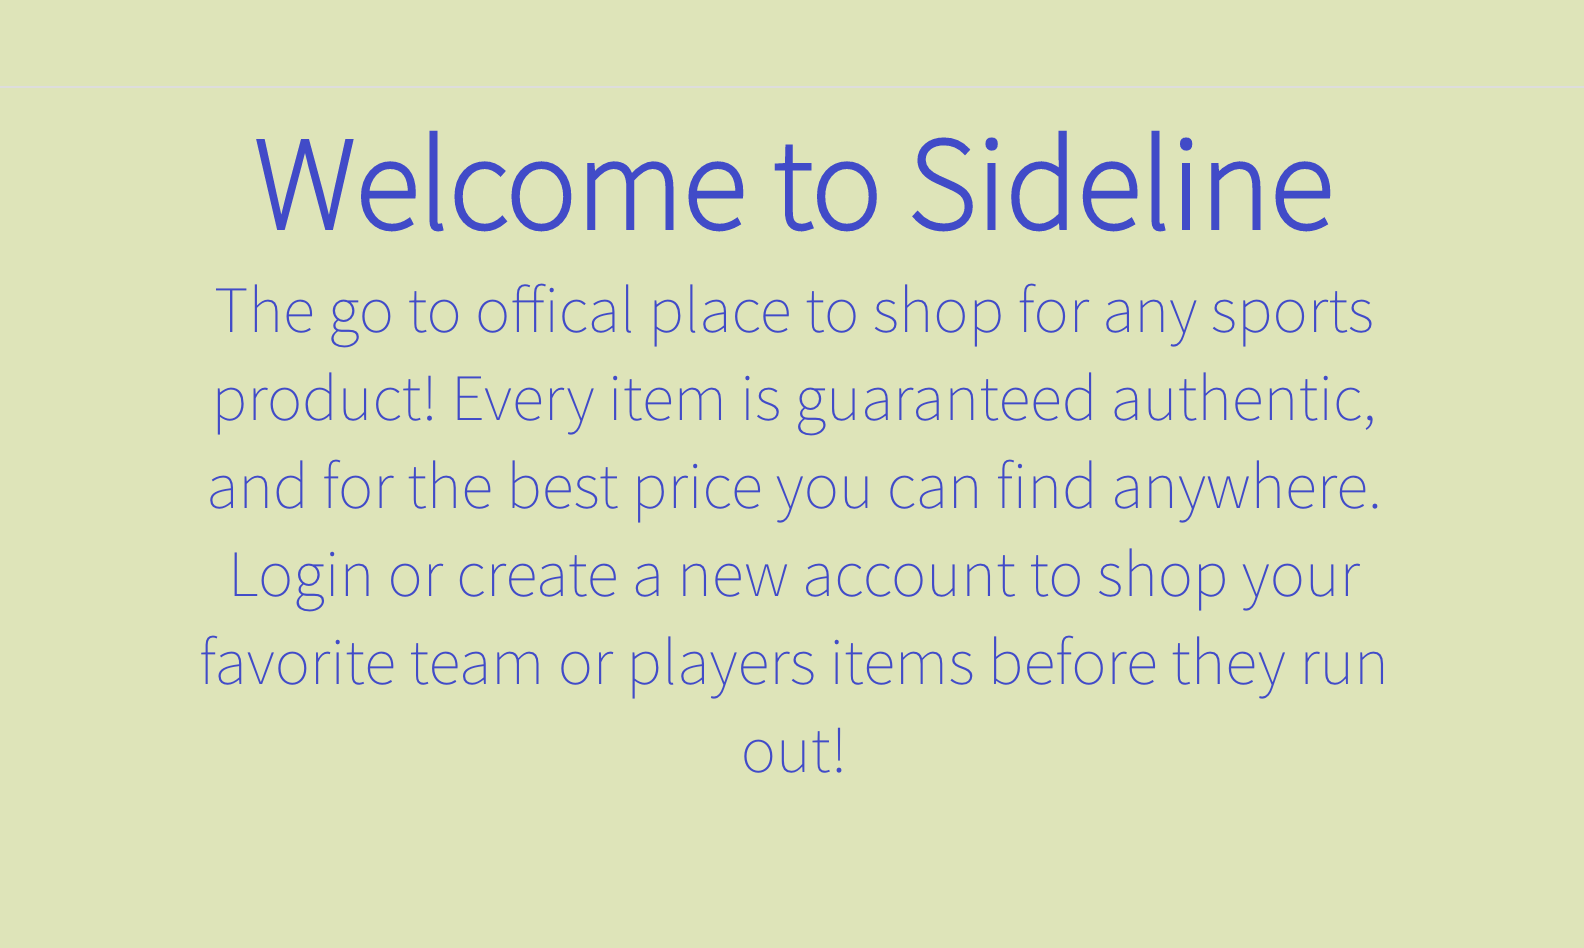 Welcome to Sideline
The go to offical place to shop for any sports
product! Every item is guaranteed authentic,
and for the best price you can find anywhere.
Login or create a new account to shop your
favorite team or players items before they run
out!